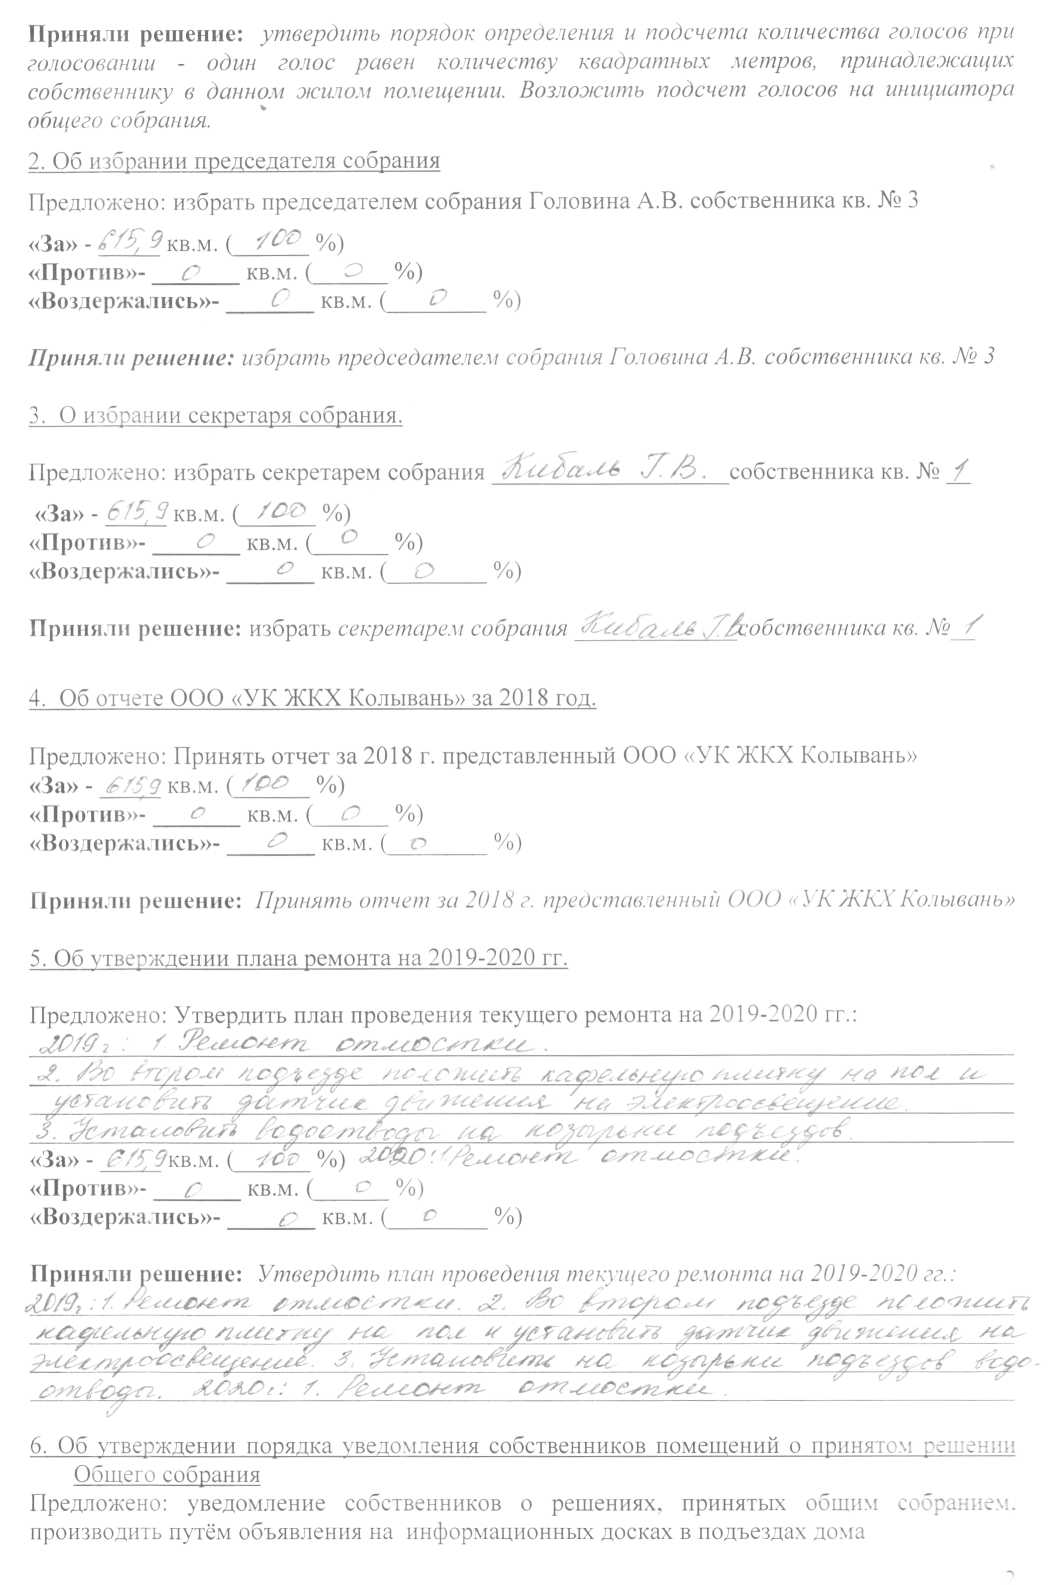 Приняли решение: утвердить порядок определения и подсчета количества голосов при
голосовании - один голос равен количеству квадратных метров, принадлежащих
собственнику в данном жилом помещении. Возложить подсчет голосов на инициатора
общего собрания.
2. Об избрании председателя собрания
Предложено: избрать председателем собрания Головина А.В. собственника кв. № 3
«За» - 615,9 кв.м. ( 100 %)
«Против»- 0 кв.м. ( 0 %)
«Воздержались»- 0 кв.м. ( 0 %)
Приняли решение: избрать председателем собрания Головина А.В. собственника кв. № 3
3. О избрании секретаря собрания.
Предложено: избрать секретарем собрания Кибаль Г.В. собственника кв. № 1
«За» - 615,9 кв.м. ( 100 %)
«Против»- 0 кв.м. ( 0 %)
«Воздержались»- 0 кв.м. ( 0 %)
Приняли решение: избрать секретарем собрания Кибаль Г.В собственника кв. № 1
4. Об отчете ООО «УК ЖКХ Колывань» за 2018 год.
Предложено: Принять отчет за 2018 г. представленный ООО «УК ЖКХ Колывань»
«За» - 615,9 кв.м. ( 100 %)
«Против»- 0 кв.м. ( 0 %)
«Воздержались»- 0 кв.м. ( 0 %)
Приняли решение: Принять отчет за 2018 г. представленный ООО «УК ЖКХ Колывань»
5. Об утверждении плана ремонта на 2019-2020 гг.
Предложено: Утвердить план проведения текущего ремонта на 2019-2020 гг.:
2019г: 1 Ремонт отмостки.
2. Во втором подъезде положить кафельную плитку на пол и
установить датчик движения на электроосвещение.
3. Установить водоотводы на козырьки подъездов.
«За» - 615,9 кв.м. ( 100 %) 2020:1 Ремонт отмостки.
«Против»- 0 кв.м. ( 0 %)
«Воздержались»- 0 кв.м. ( 0 %)
Приняли решение: Утвердить план проведения текущего ремонта на 2019-2020 гг.:
2019г: 1. Ремонт отмостки. 2. Во втором подъезде положить
кафельную плитку на пол и установить датчик движения на
электроосвещение. 3. Установить на козырьки подъездов водо-
отводы. 2020г: 1. Ремонт отмостки.
6. Об утверждении порядка уведомления собственников помещений о принятом решении
Общего собрания
Предложено: уведомление собственников о решениях, принятых общим собранием.
производить путём объявления на информационных досках в подъездах дома
2